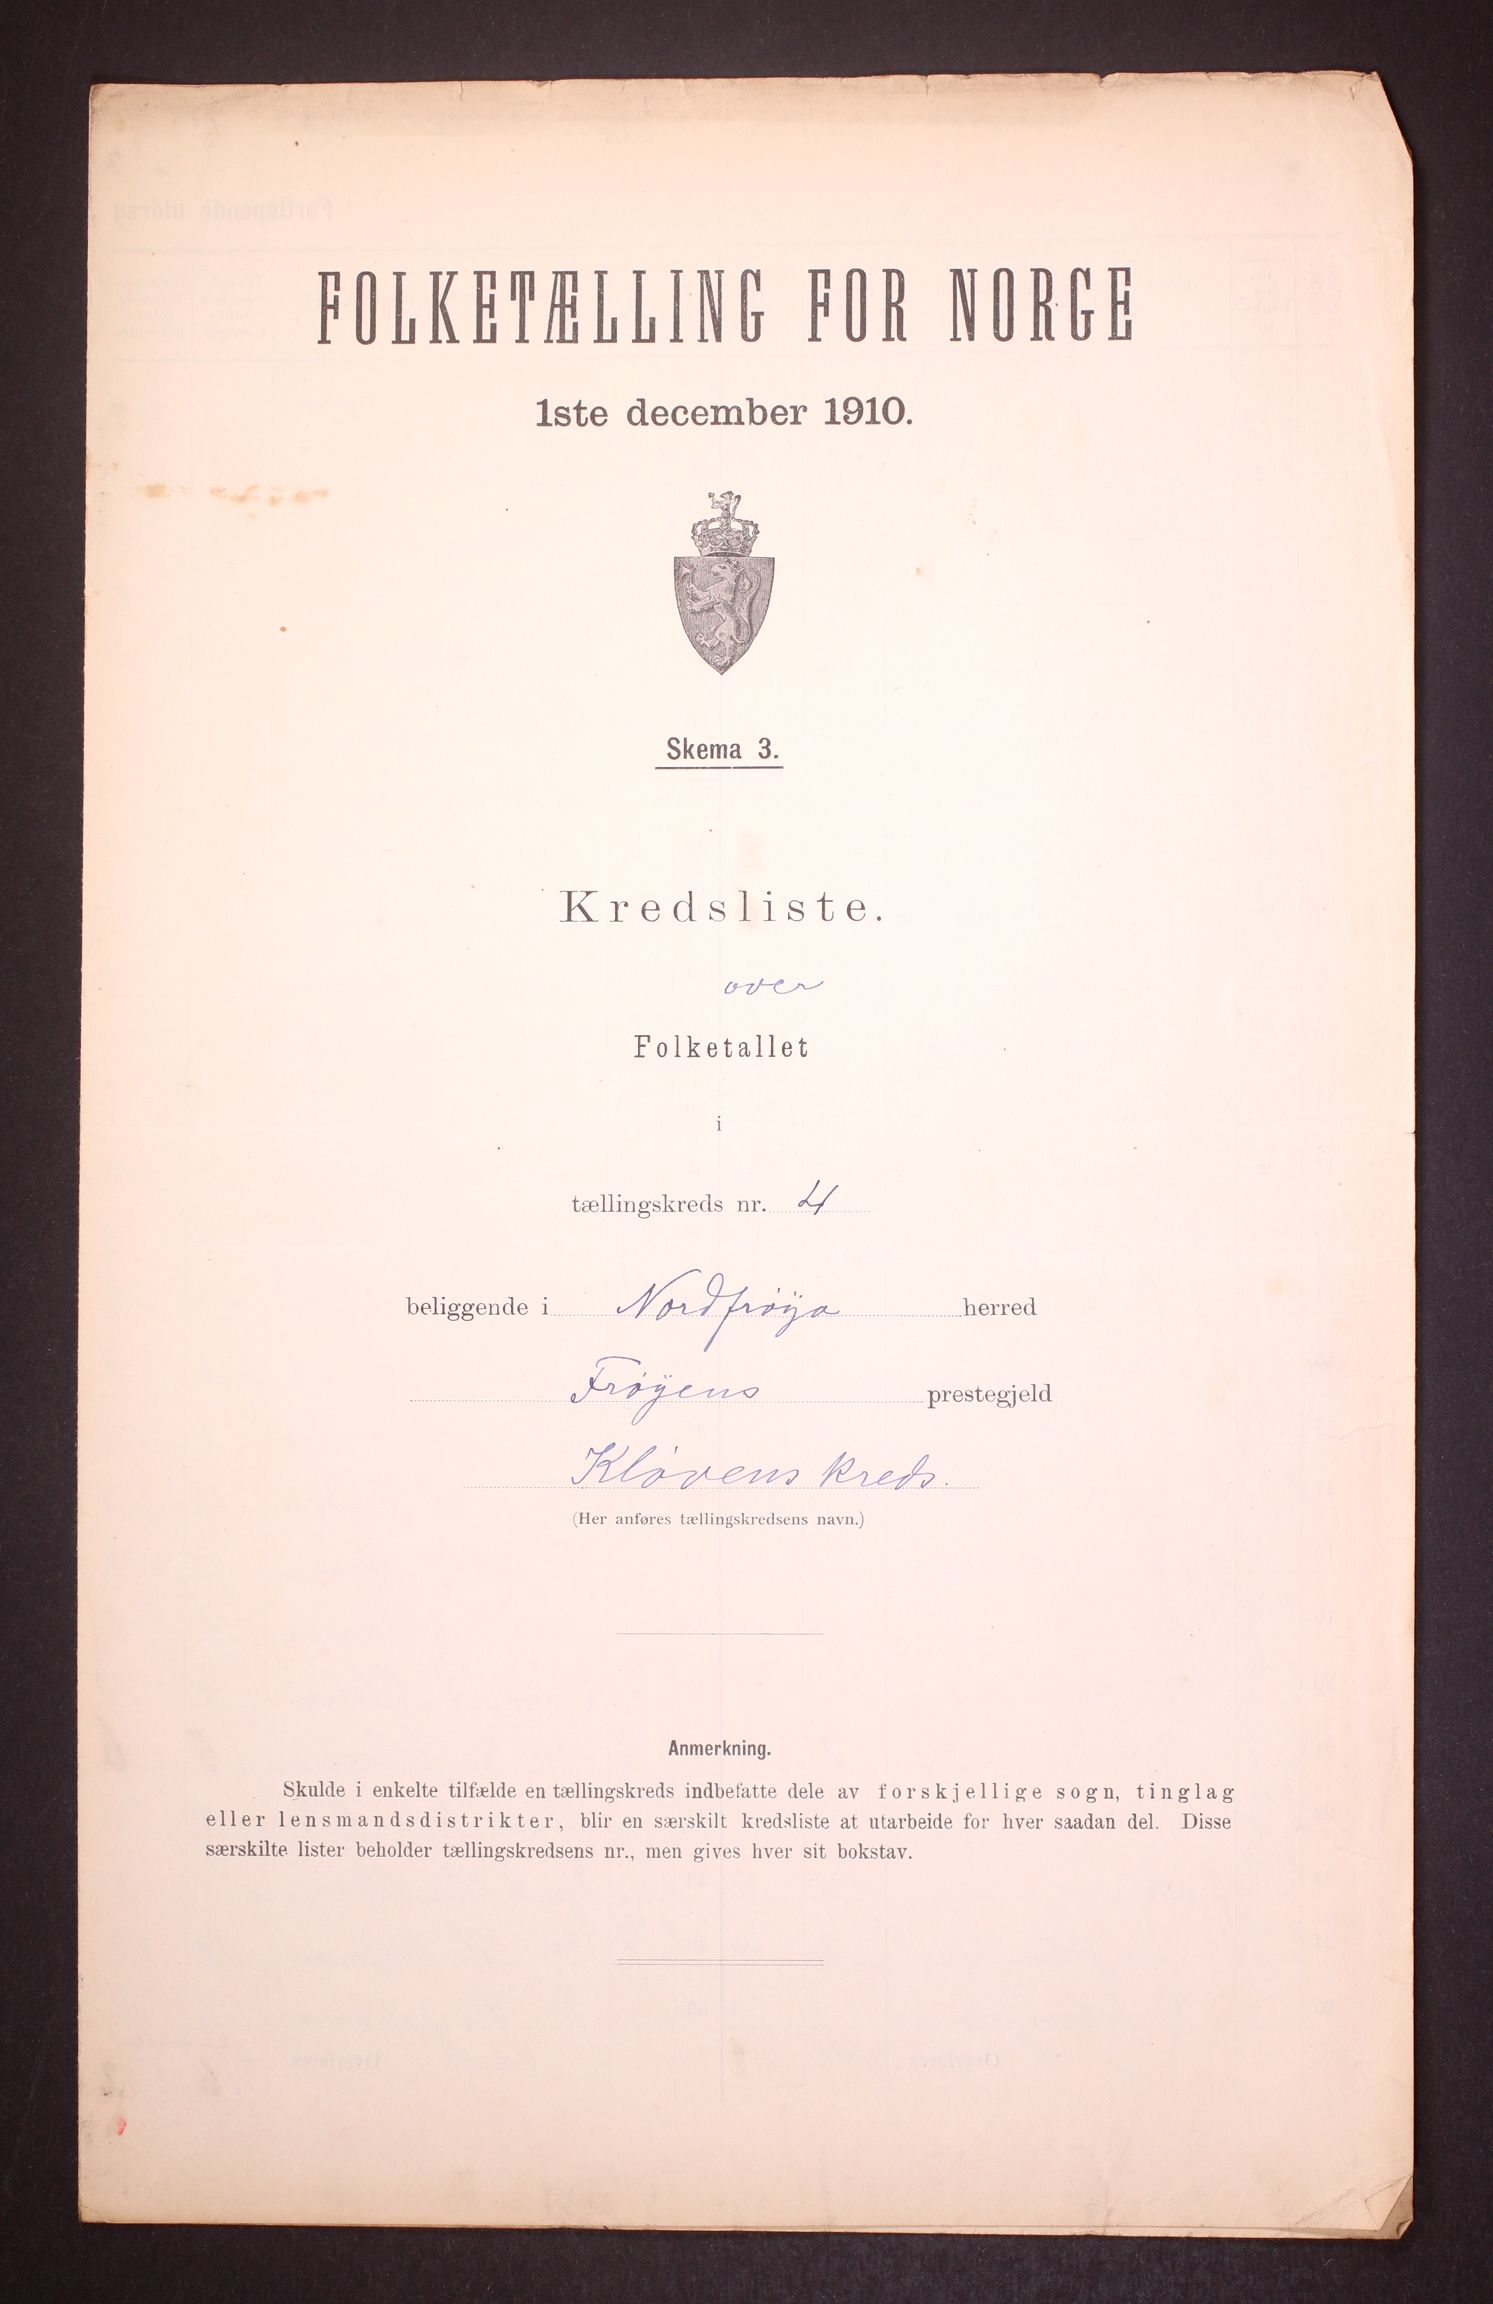 FOLKETÆLLING FOR NORGE
1ste december 1910.
Skema 3.
Kredsliste.
over
Folketallet
i
tællingskreds nr. 4
beliggende i Nordfrøya herred
Frøyens prestegjeld
Kløvens kreds.
(Her anføres tællingskredsens navn.)
Anmerkning.
Skulde i enkelte tilfælde en tællingskreds indbefatte dele av forskjellige sogn, tinglag
eller lensmandsdistrikter, blir en særskilt kredsliste at utarbeide for hver saadan del. Disse
særskilte lister beholder tællingskredsens nr., men gives hver sit bokstav.